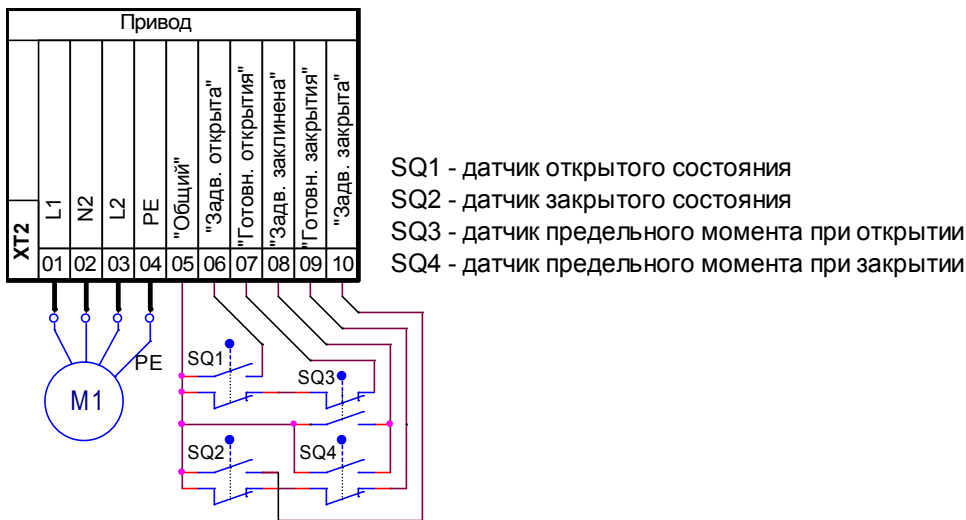 Привод
XT2
L1
N2
L2
PE
"Общий"
"Задв. открыта"
"Готовн. открытия"
"Задв. заклинена"
"Готовн. закрытия"
"Задв. закрыта"
01 02 03 04 05 06 07 08 09 10
SQ1 - датчик открытого состояния
SQ2 - датчик закрытого состояния
SQ3 - датчик предельного момента при открытии
SQ4 - датчик предельного момента при закрытии
PE
M1
SQ1
SQ3
SQ2
SQ4